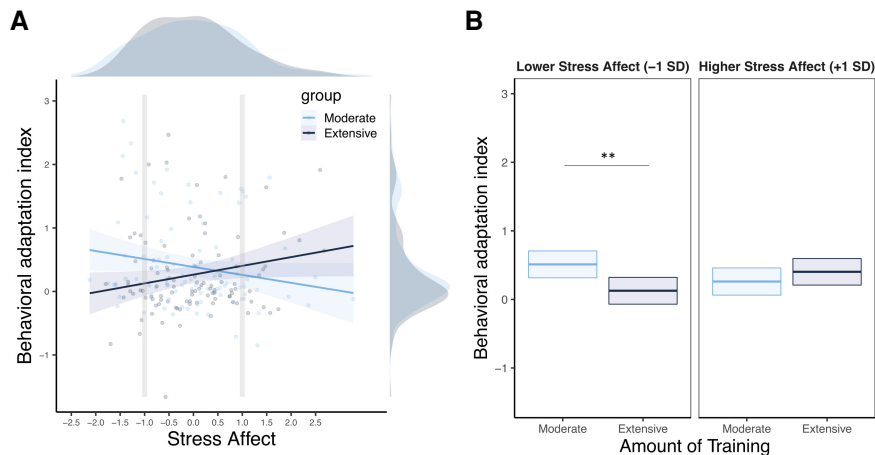 A
group
Moderate
Extensive
Behavioral adaptation index
3
2
1
0
−1
−2.5 −2.0 −1.5 −1.0 −0.5 0.0 0.5 1.0 1.5 2.0 2.5
Stress Affect
B
Lower Stress Affect (−1 SD) Higher Stress Affect (+1 SD)
Behavioral adaptation index
3
2
1
0
−1
**
Moderate Extensive Moderate Extensive
Amount of Training